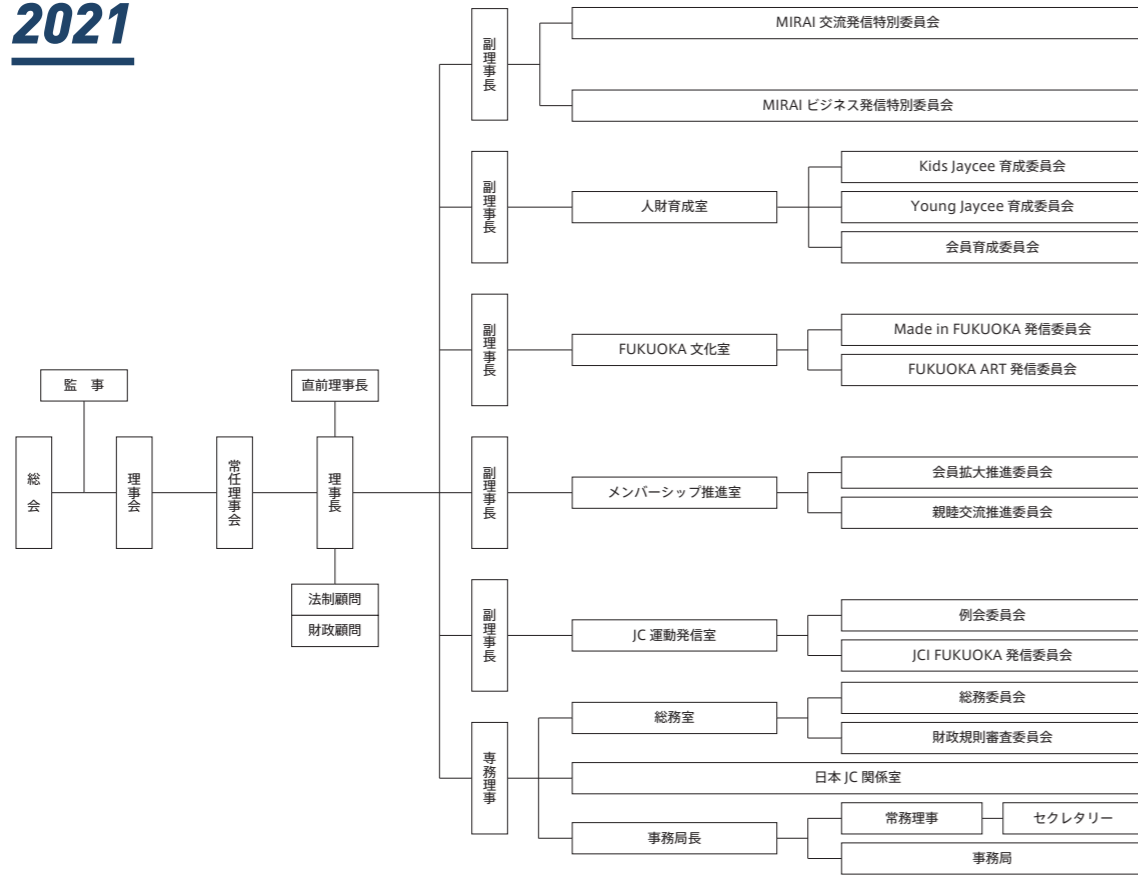 2021
監　事
総会
理事会
常任理事会
直前理事長
理事長
法制顧問
財政顧問
副理事長
MIRAI 交流発信特別委員会
MIRAI ビジネス発信特別委員会
副理事長
人財育成室
Kids Jaycee 育成委員会
Young Jaycee 育成委員会
会員育成委員会
副理事長
FUKUOKA 文化室
Made in FUKUOKA 発信委員会
FUKUOKA ART 発信委員会
副理事長
メンバーシップ推進室
会員拡大推進委員会
親睦交流推進委員会
副理事長
JC 運動発信室
例会委員会
JCI FUKUOKA 発信委員会
専務理事
総務室
総務委員会
財政規則審査委員会
日本 JC 関係室
事務局長
常務理事
セクレタリー
事務局